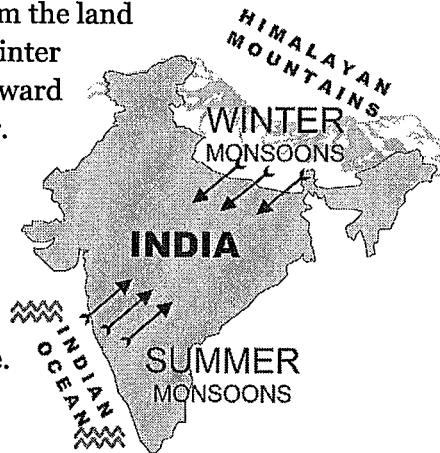 m the land
inter
ward
.
HIMALAYAN
MOUNTAINS
WINTER
MONSOONS
INDIA
e.
INDIAN
OCEAN
SUMMER
MONSOONS